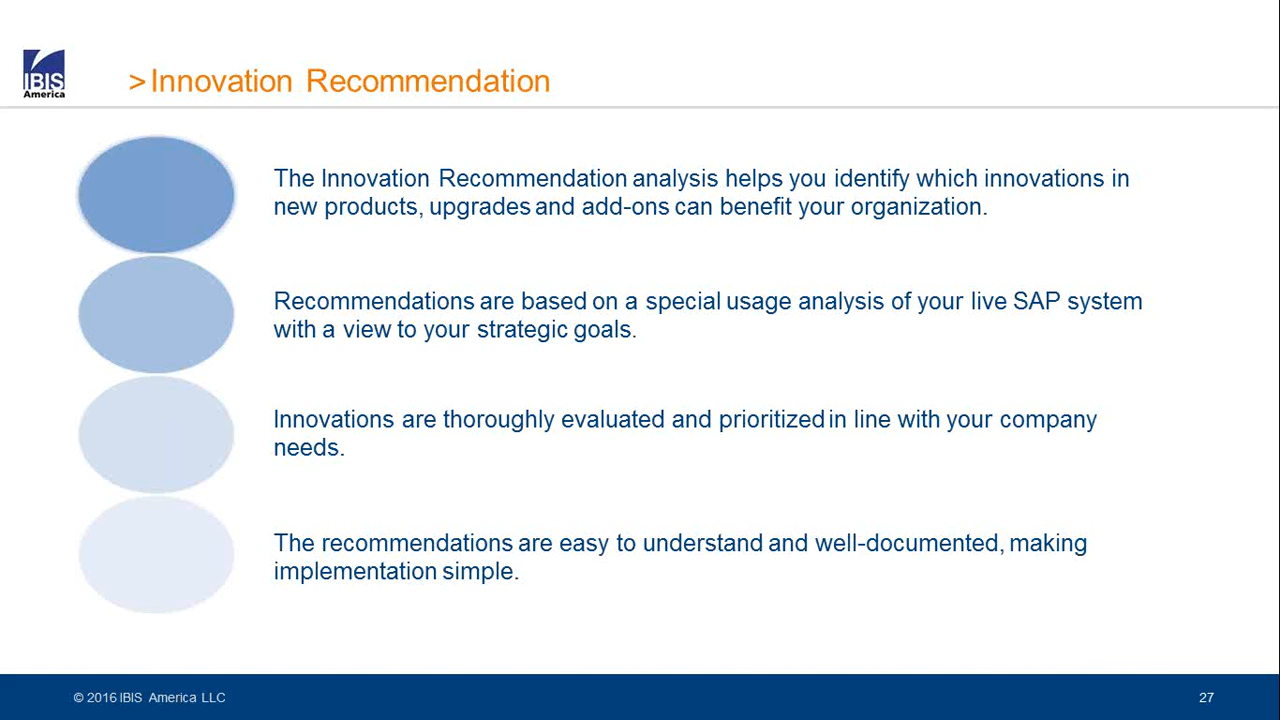 IBIS
America
> Innovation Recommendation
The Innovation Recommendation analysis helps you identify which innovations in
new products, upgrades and add-ons can benefit your organization.
Recommendations are based on a special usage analysis of your live SAP system
with a view to your strategic goals.
Innovations are thoroughly evaluated and prioritized in line with your company
needs.
The recommendations are easy to understand and well-documented, making
implementation simple.
© 2016 IBIS America LLC
27